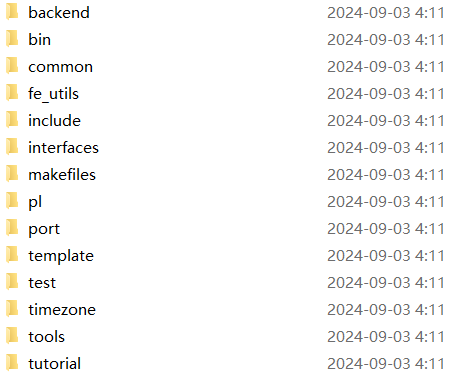 backend 2024-09-03 4:11
bin 2024-09-03 4:11
common 2024-09-03 4:11
fe_utils 2024-09-03 4:11
include 2024-09-03 4:11
interfaces 2024-09-03 4:11
makefiles 2024-09-03 4:11
pl 2024-09-03 4:11
port 2024-09-03 4:11
template 2024-09-03 4:11
test 2024-09-03 4:11
timezone 2024-09-03 4:11
tools 2024-09-03 4:11
tutorial 2024-09-03 4:11